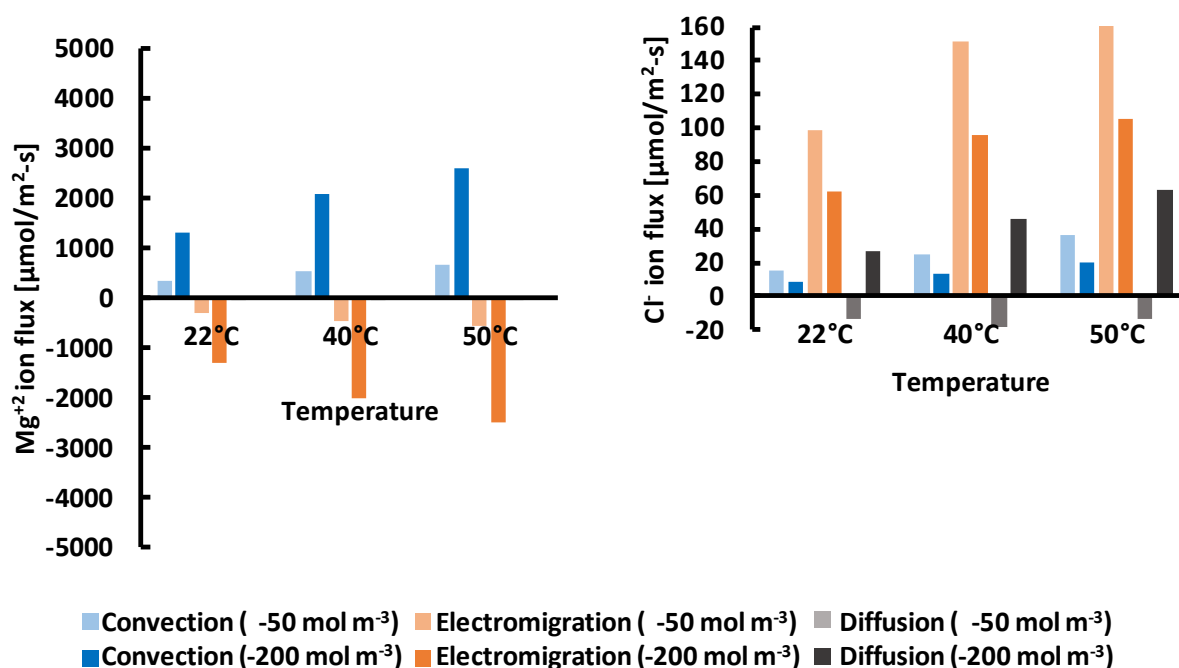 Mg⁺² ion flux [µmol/m²-s]
5000
4000
3000
2000
1000
0
-1000
-2000
-3000
-4000
-5000
22°C
40°C
50°C
Temperature
Cl⁻ ion flux [µmol/m²-s]
160
140
120
100
80
60
40
20
0
-20
22°C
40°C
50°C
Temperature
Convection ( -50 mol m⁻³)
Electromigration ( -50 mol m⁻³)
Diffusion ( -50 mol m⁻³)
Convection (-200 mol m⁻³)
Electromigration (-200 mol m⁻³)
Diffusion (-200 mol m⁻³)